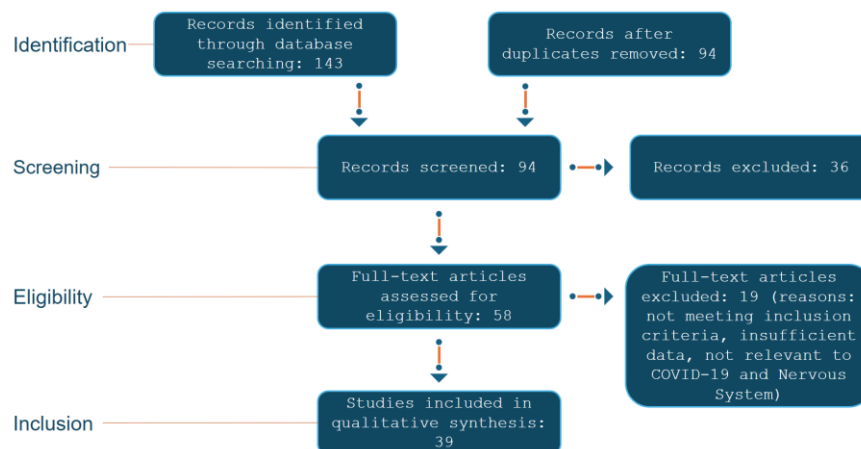 Identification
Records identified
through database
searching: 143
Records after
duplicates removed: 94
Screening
Records screened: 94
Records excluded: 36
Eligibility
Full-text articles
assessed for
eligibility: 58
Full-text articles
excluded: 19 (reasons:
not meeting inclusion
criteria, insufficient
data, not relevant to
COVID-19 and Nervous
System)
Inclusion
Studies included in
qualitative synthesis:
39